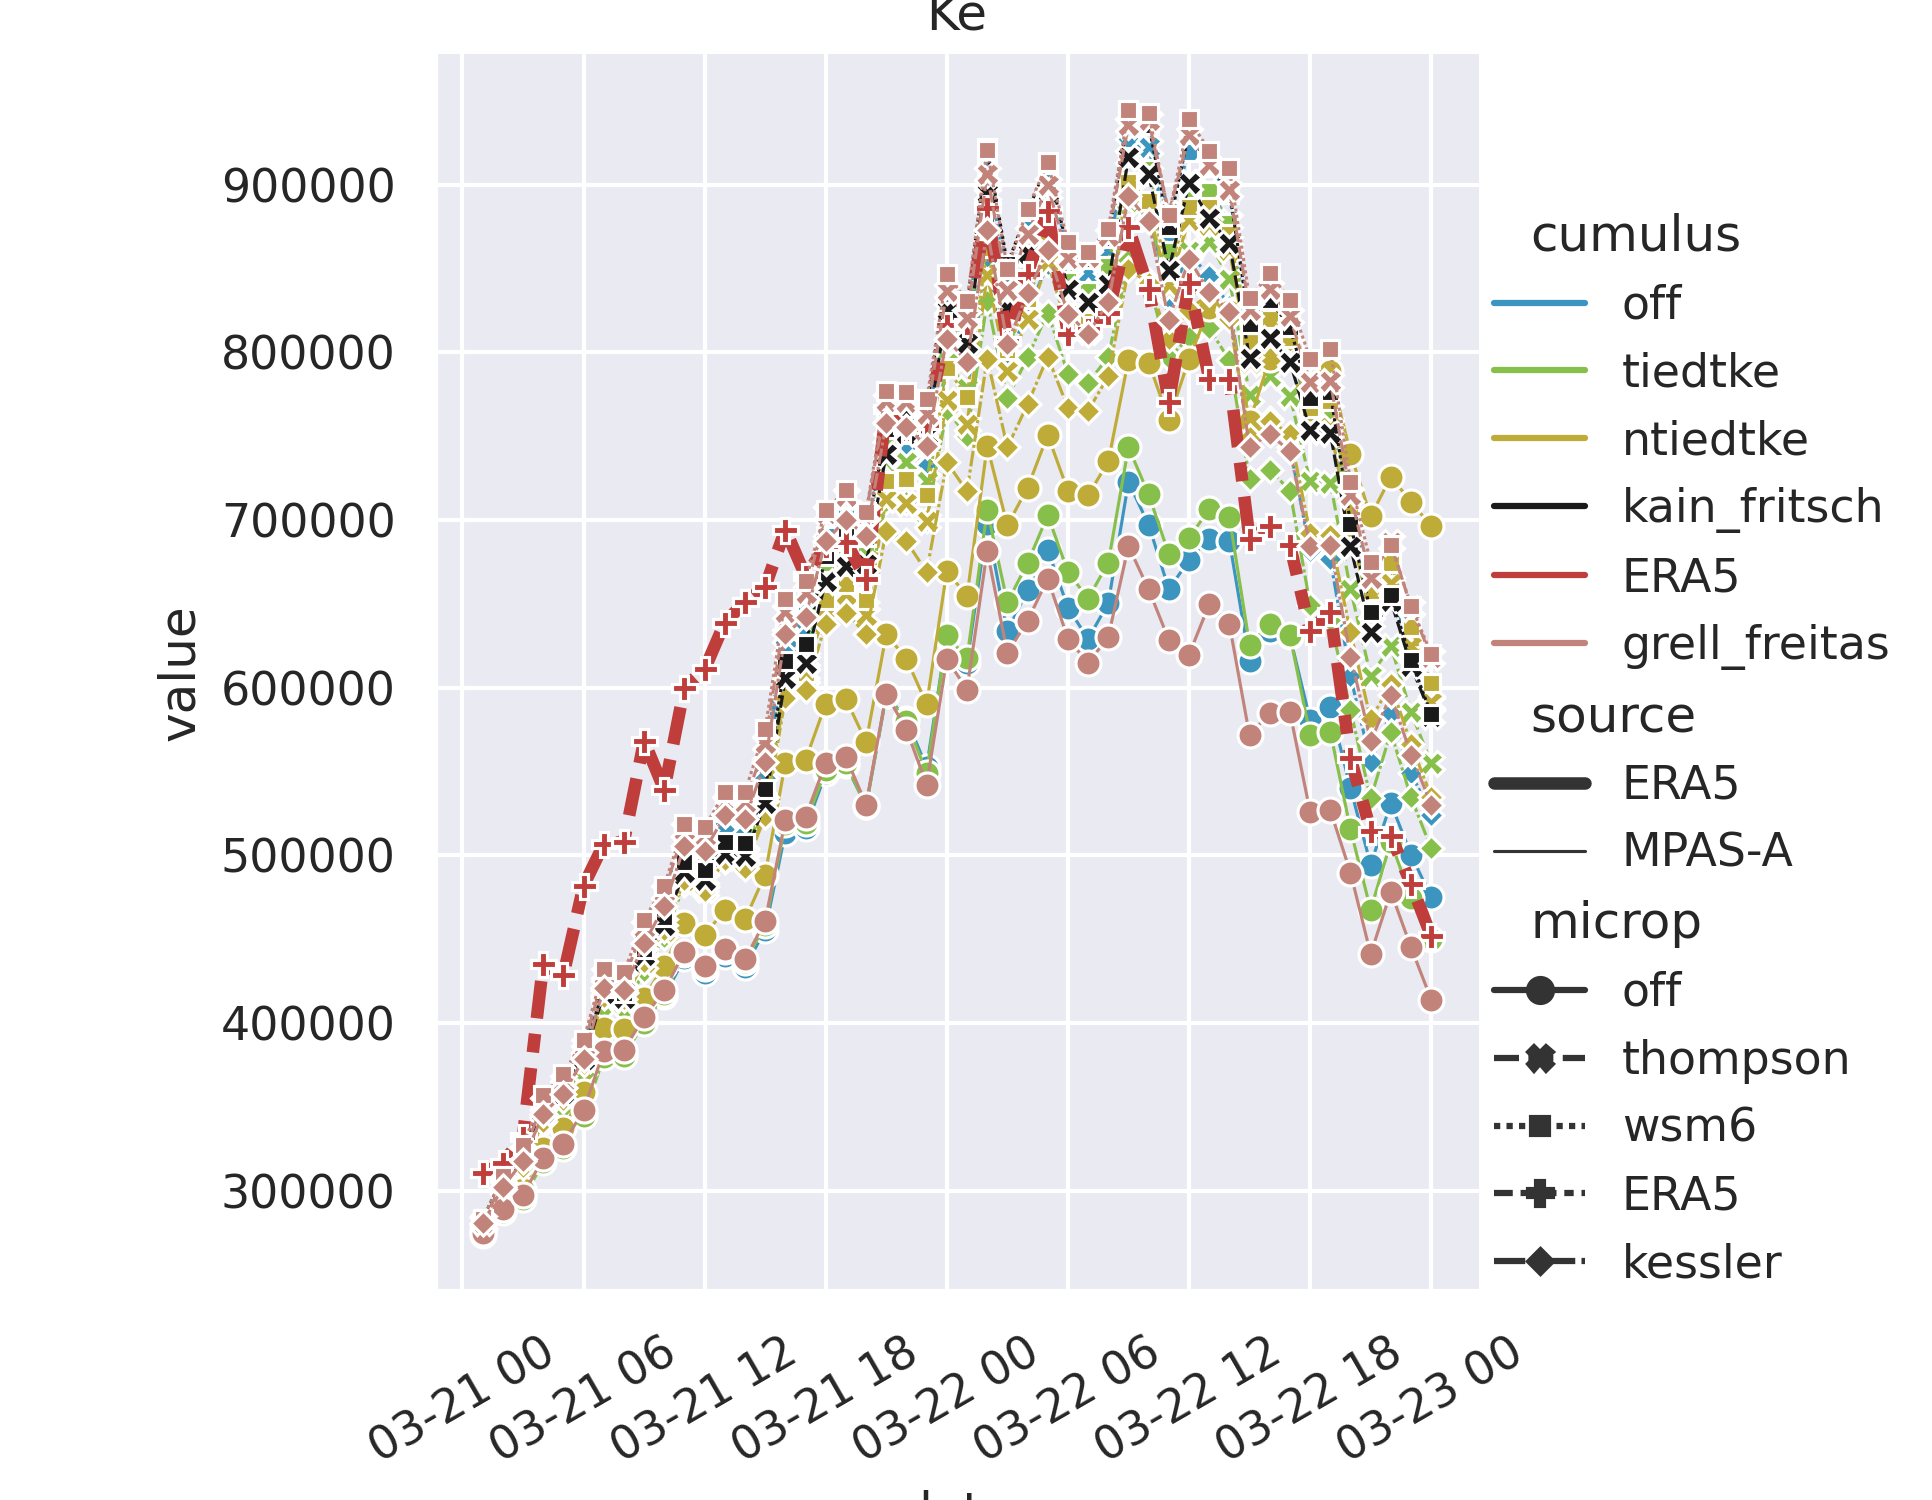 Ke
value
900000
800000
700000
600000
500000
400000
300000
03-21 00
03-21 06
03-21 12
03-21 18
03-22 00
03-22 06
03-22 12
03-22 18
03-23 00
cumulus
off
tiedtke
ntiedtke
kain_fritsch
ERA5
grell_freitas
source
ERA5
MPAS-A
microp
off
thompson
wsm6
ERA5
kessler